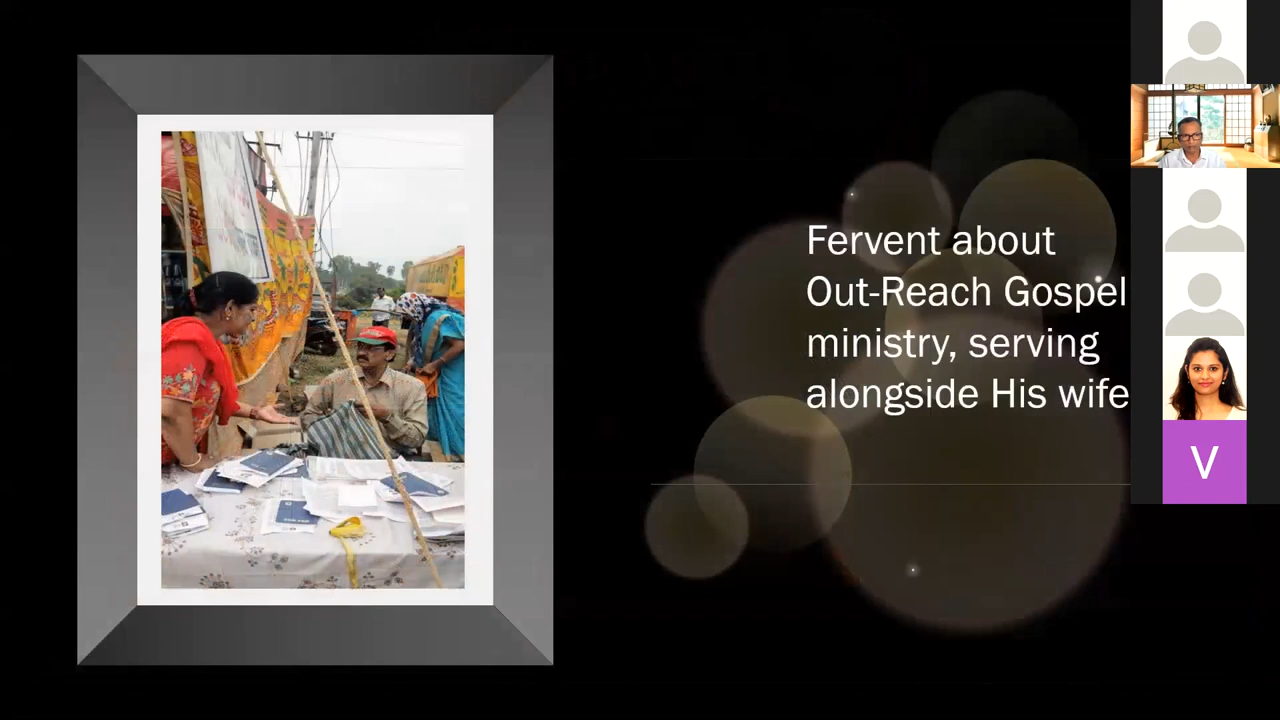 Fervent about
Out-Reach Gospel
ministry, serving
alongside His wife
V